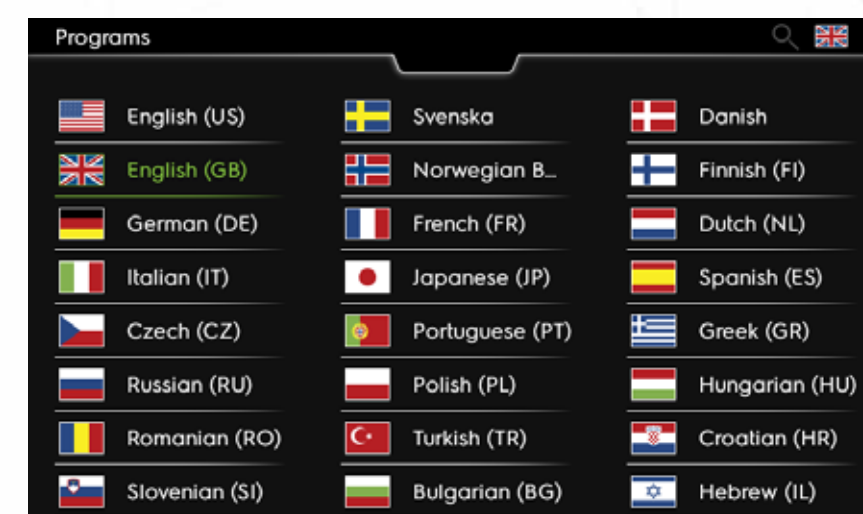 Programs
English (US) Svenska Danish
English (GB) Norwegian B... Finnish (FI)
German (DE) French (FR) Dutch (NL)
Italian (IT) Japanese (JP) Spanish (ES)
Czech (CZ) Portuguese (PT) Greek (GR)
Russian (RU) Polish (PL) Hungarian (HU)
Romanian (RO) Turkish (TR) Croatian (HR)
Slovenian (SI) Bulgarian (BG) Hebrew (IL)